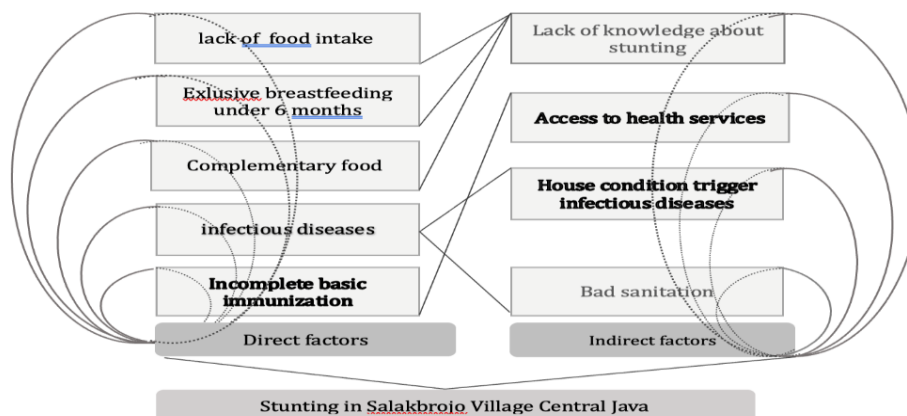 lack of food intake
Exlusive breastfeeding
under 6 months
Complementary food
infectious diseases
Incomplete basic
immunization
Direct factors
Lack of knowledge about
stunting
Access to health services
House condition trigger
infectious diseases
Bad sanitation
Indirect factors
Stunting in Salakbrojo Village Central Java